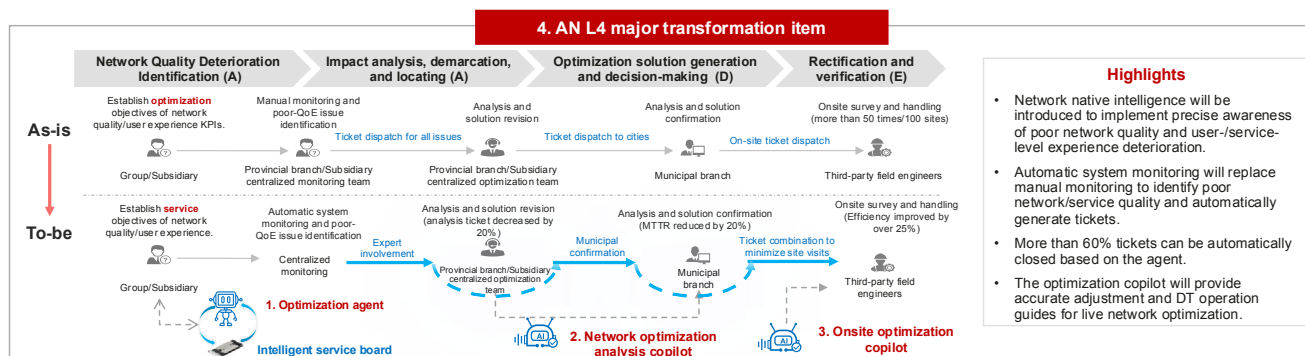 4. AN L4 major transformation item
Network Quality Deterioration
Identification (A)
Impact analysis, demarcation,
and locating (A)
Optimization solution generation
and decision-making (D)
Rectification and
verification (E)
As-is
Establish optimization
objectives of network
quality/user experience KPIs.
Group/Subsidiary
Manual monitoring and
poor-QoE issue
identification
Provincial branch/Subsidiary
centralized monitoring team
Ticket dispatch for all issues
Analysis and
solution revision
Provincial branch/Subsidiary
centralized optimization team
Ticket dispatch to cities
Analysis and solution
confirmation
Municipal branch
On-site ticket dispatch
Onsite survey and handling
(more than 50 times/100 sites)
Third-party field engineers
To-be
Establish service
objectives of network
quality/user experience.
Group/Subsidiary
Automatic system
monitoring and poor-
QoE issue identification
Centralized
monitoring
Expert
involvement
Analysis and solution revision
(analysis ticket decreased by
20%)
Provincial branch/Subsidiary
centralized optimization
team
Municipal
confirmation
Analysis and solution confirmation
(MTTR reduced by 20%)
Municipal
branch
Ticket combination to
minimize site visits
Onsite survey and handling
(Efficiency improved by
over 25%)
Third-party field
engineers
1. Optimization agent
Intelligent service board
AI
2. Network optimization
analysis copilot
AI
3. Onsite optimization
copilot
Highlights
• Network native intelligence will be
introduced to implement precise awareness
of poor network quality and user-/service-
level experience deterioration.
• Automatic system monitoring will replace
manual monitoring to identify poor
network/service quality and automatically
generate tickets.
• More than 60% tickets can be automatically
closed based on the agent.
• The optimization copilot will provide
accurate adjustment and DT operation
guides for live network optimization.